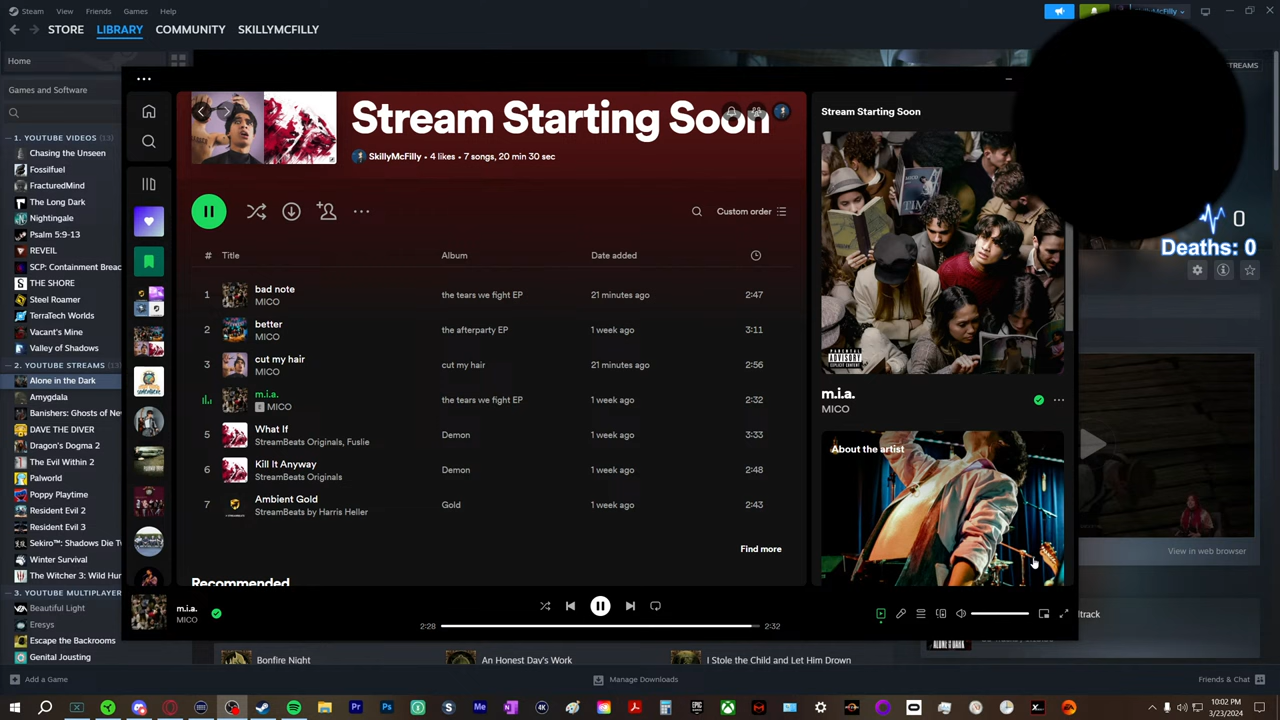 Steam View Friends Games Help
STORE LIBRARY COMMUNITY SKILLYMCFILLY
Home
Games and Software
1. YOUTUBE VIDEOS (13)
Chasing the Unseen
Fossilfuel
FracturedMind
The Long Dark
Nightingale
Psalm 5:9-13
REVEIL
SCP: Containment Breac
THE SHORE
Steel Roamer
TerraTech Worlds
Vacant's Mine
Valley of Shadows
2. YOUTUBE STREAMS (13)
Alone in the Dark
Amygdala
Banishers: Ghosts of Nev
DAVE THE DIVER
Dragon's Dogma 2
The Evil Within 2
Palworld
Poppy Playtime
Resident Evil 2
Resident Evil 3
Sekiro™: Shadows Die Tw
Winter Survival
The Witcher 3: Wild Hur
3. YOUTUBE MULTIPLAYER
Beautiful Light
Eresys
Escape the Backrooms
Genital Jousting
Add a Game
Stream Starting Soon
SkillyMcFilly • 4 likes • 7 songs, 20 min 30 sec
Custom order
# Title Album Date added
1 bad note MICO the tears we fight EP 21 minutes ago 2:47
2 better MICO the afterparty EP 1 week ago 3:11
3 cut my hair MICO cut my hair 21 minutes ago 2:56
m.i.a. E MICO the tears we fight EP 1 week ago 2:32
5 What If StreamBeats Originals, Fuslie Demon 1 week ago 3:33
6 Kill It Anyway StreamBeats Originals Demon 1 week ago 2:48
7 Ambient Gold StreamBeats by Harris Heller Gold 1 week ago 2:43
Find more
Recommended
Stream Starting Soon
PARENTAL
ADVISORY
m.i.a.
MICO
About the artist
m.i.a.
MICO
2:28 2:32
STREAMS
0
Deaths: 0
View in web browser
Bonfire Night
An Honest Day's Work
I Stole the Child and Let Him Drown
Manage Downloads
Friends & Chat
10:02 PM
3/23/2024